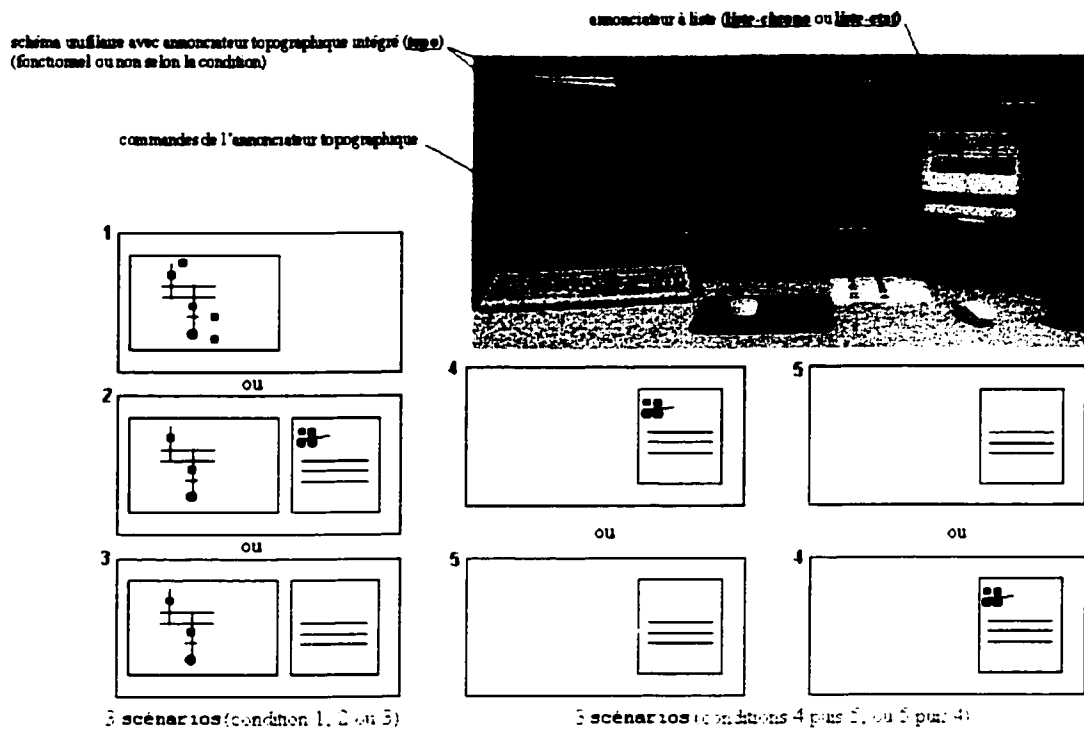 annonciateur à liste (liste-chrono ou liste-etat)
schéma unifilaire avec annonciateur topographique intégré (topo)
(fonctionnel ou non selon la condition)
commandes de l'annonciateur topographique
1
ou
2
ou
3
4
5
ou
ou
5
4
3 scénarios (condition 1, 2 ou 3)
3 scénarios (conditions 4 puis 5, ou 5 puis 4)